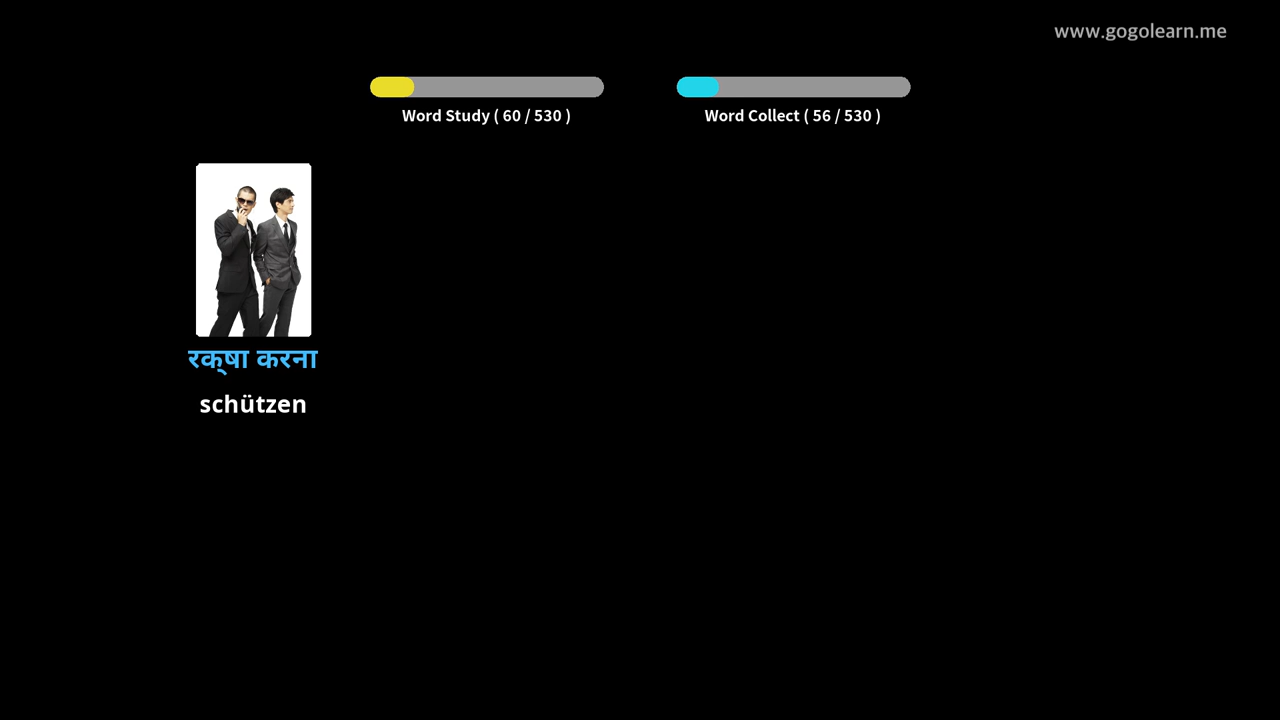 www.gogolearn.me
Word Study ( 60 / 530 )
Word Collect ( 56 / 530 )
रक्षा करना
schützen